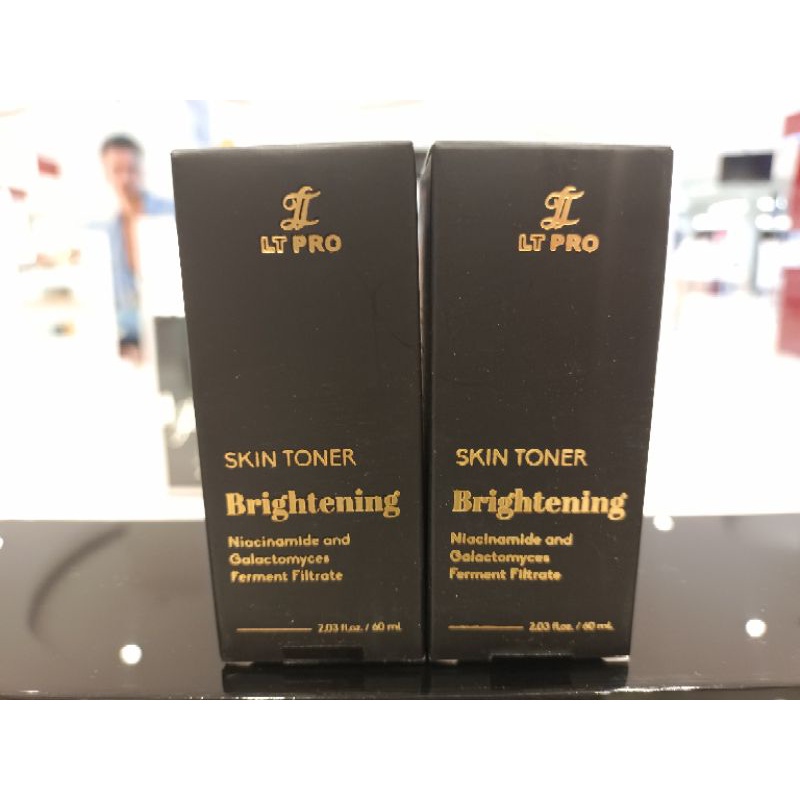 LT PRO
SKIN TONER
Brightening
Niacinamide and
Galactomyces
Ferment Filtrate
2.03 fl.oz. / 60 mL
LT PRO
SKIN TONER
Brightening
Niacinamide and
Galactomyces
Ferment Filtrate
2.03 fl.oz. / 60 mL